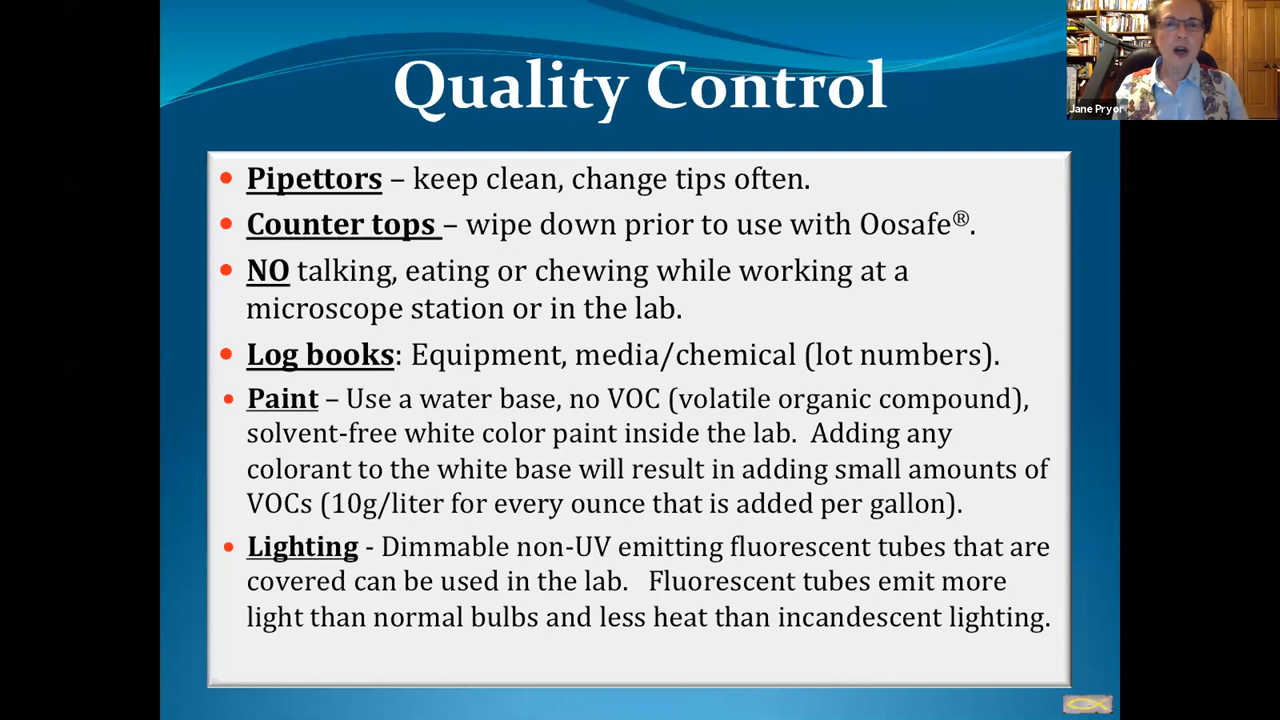 Quality Control
Jane Pryor
• Pipettors – keep clean, change tips often.
• Counter tops – wipe down prior to use with Oosafe®.
• NO talking, eating or chewing while working at a
microscope station or in the lab.
• Log books: Equipment, media/chemical (lot numbers).
• Paint – Use a water base, no VOC (volatile organic compound),
solvent-free white color paint inside the lab.  Adding any
colorant to the white base will result in adding small amounts of
VOCs (10g/liter for every ounce that is added per gallon).
• Lighting - Dimmable non-UV emitting fluorescent tubes that are
covered can be used in the lab.   Fluorescent tubes emit more
light than normal bulbs and less heat than incandescent lighting.